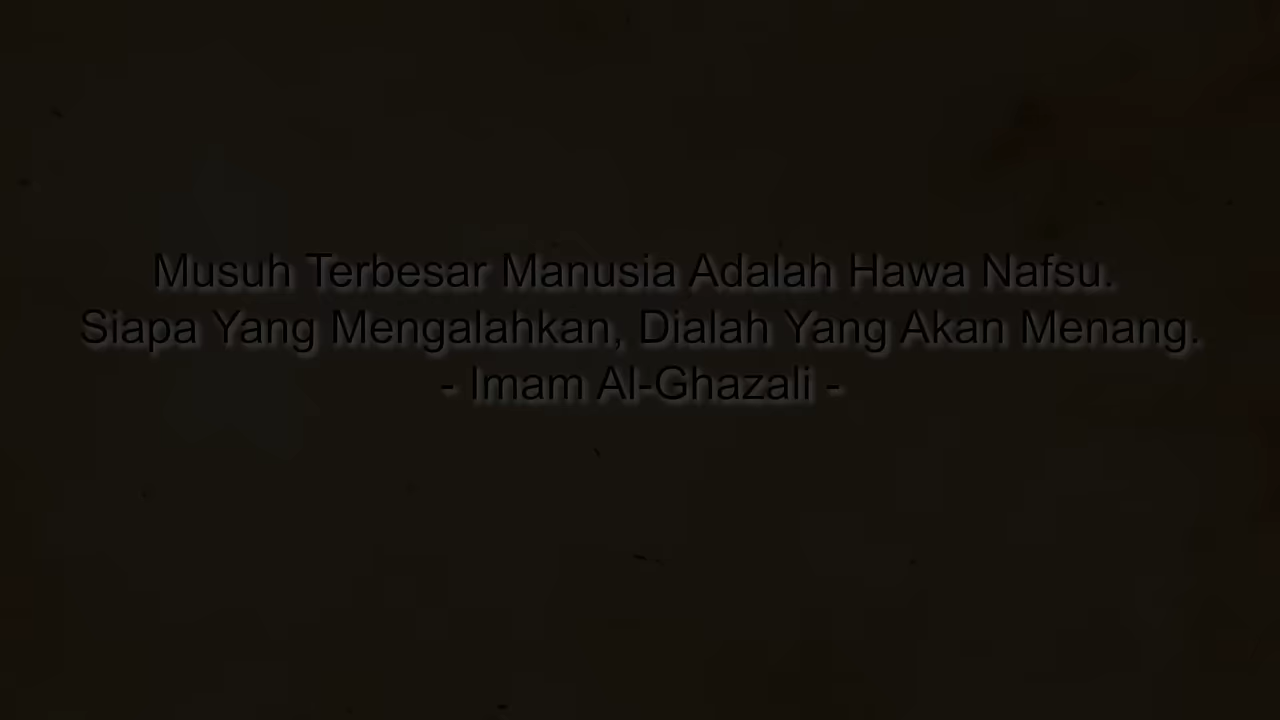 Musuh Terbesar Manusia Adalah Hawa Nafsu.
Siapa Yang Mengalahkan, Dialah Yang Akan Menang.
- Imam Al-Ghazali -